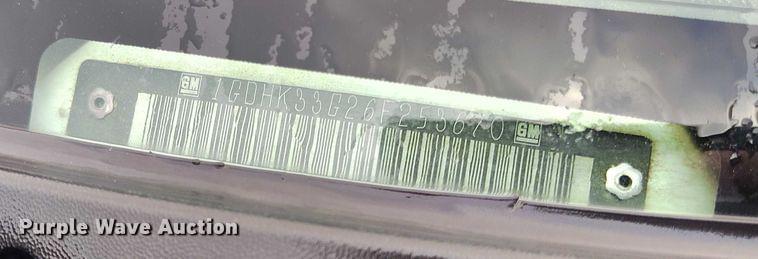 GM 1GDHK33G26F253670 GM
Purple Wave Auction